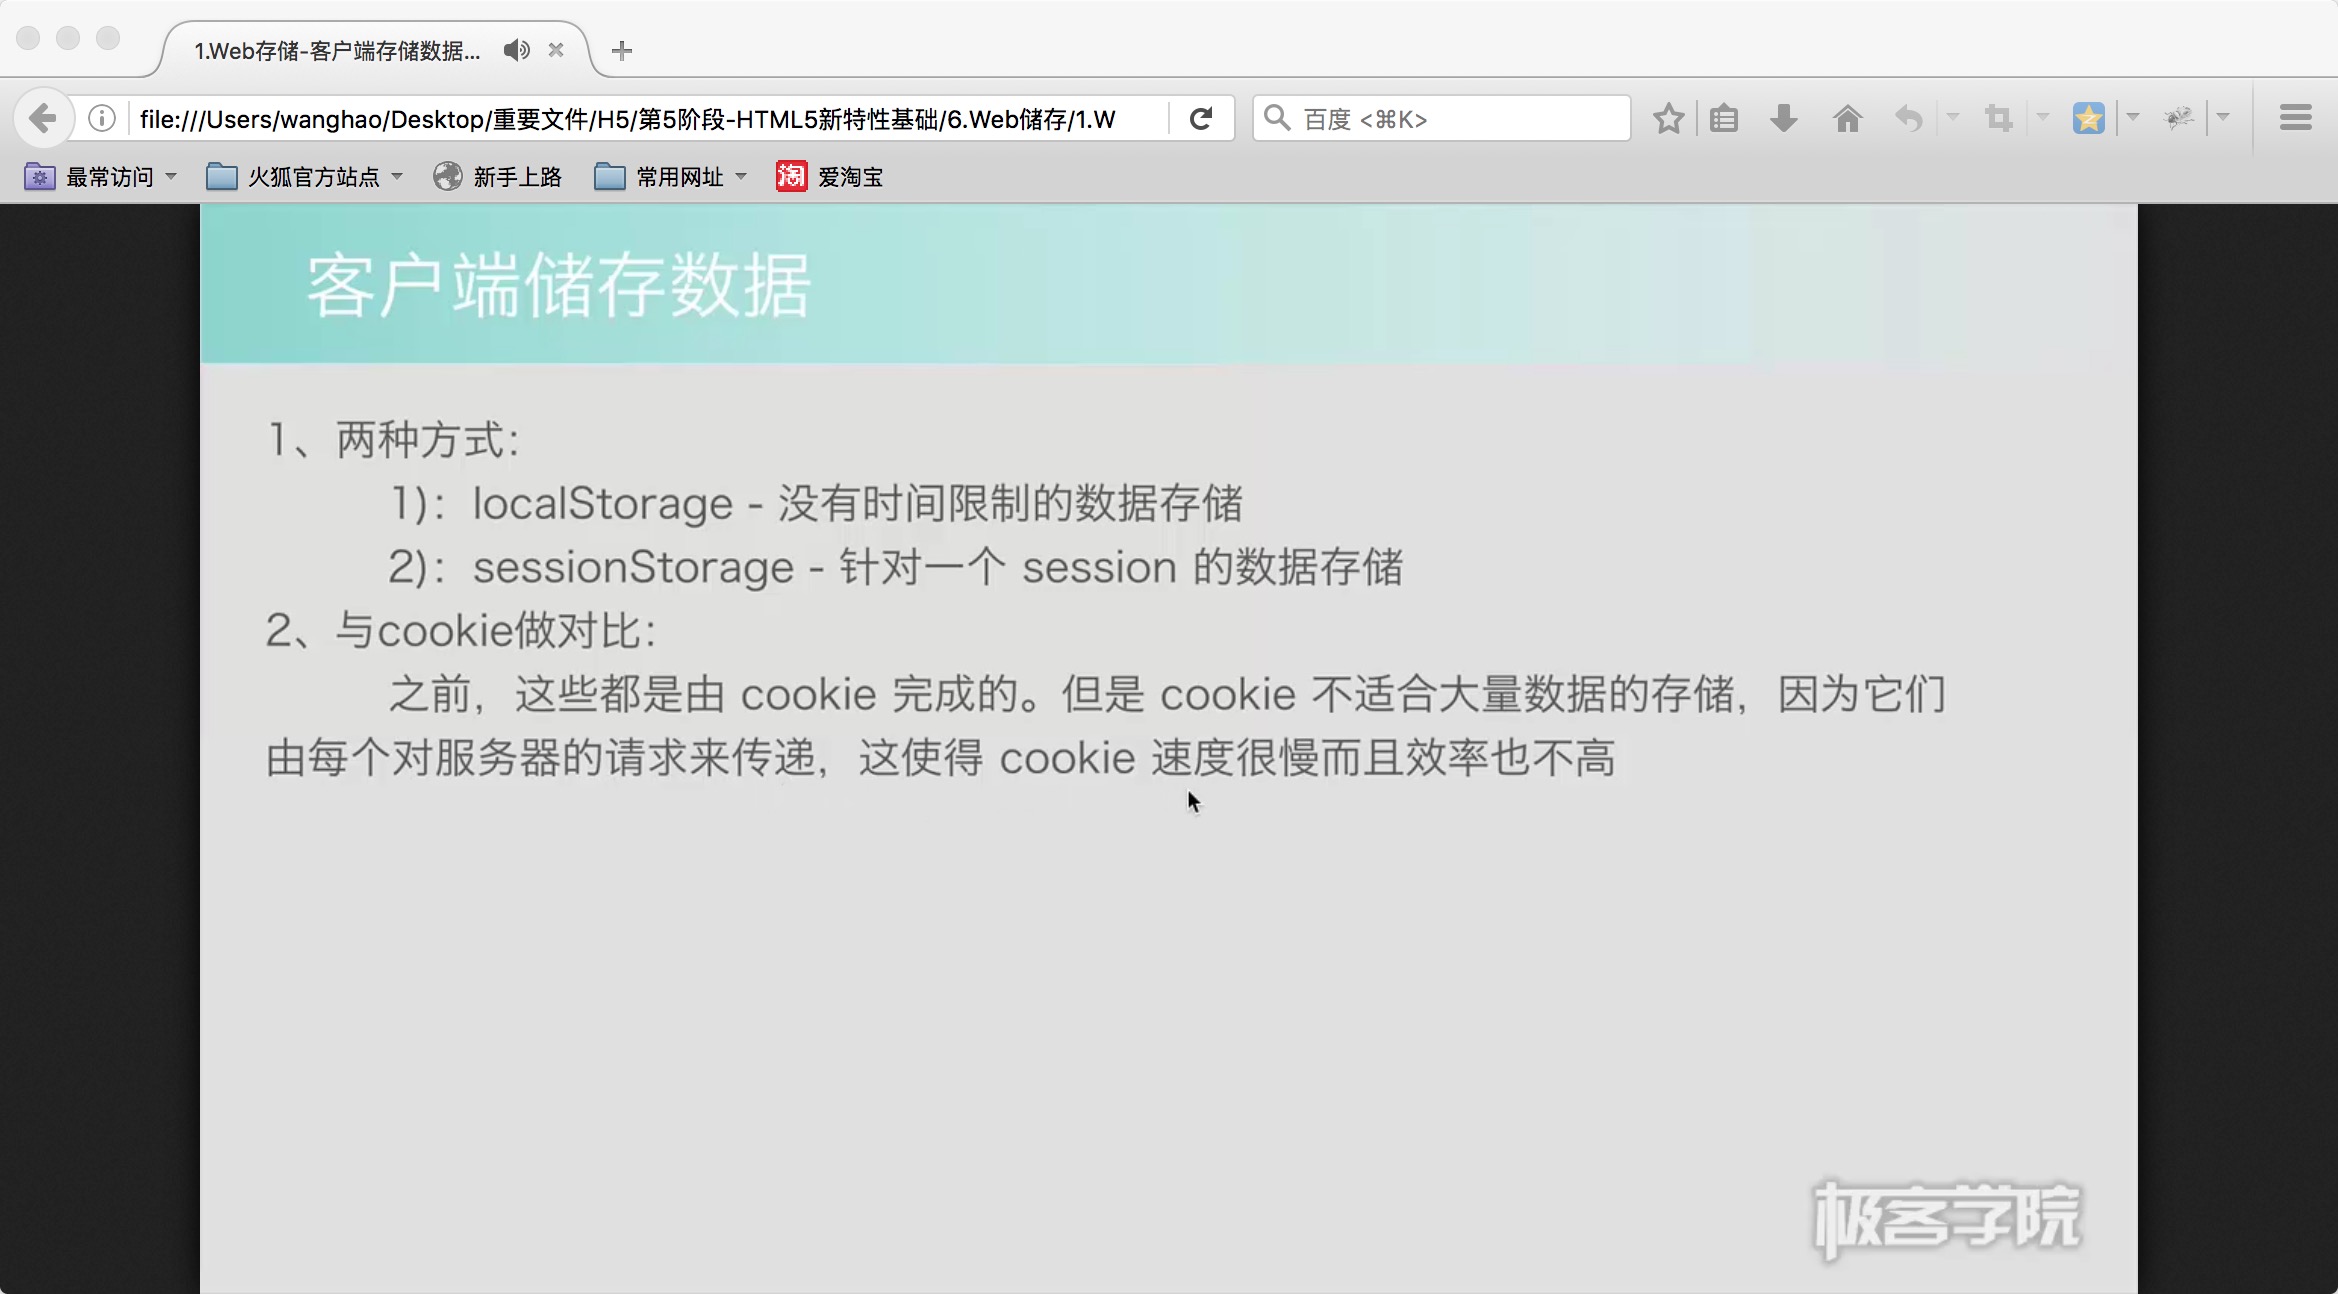 1.Web存储-客户端存储数据...
file:///Users/wanghao/Desktop/重要文件/H5/第5阶段-HTML5新特性基础/6.Web储存/1.W
百度 <⌘K>
最常访问
火狐官方站点
新手上路
常用网址
淘
爱淘宝
客户端储存数据
1、两种方式：
1)：localStorage - 没有时间限制的数据存储
2)：sessionStorage - 针对一个 session 的数据存储
2、与cookie做对比：
之前，这些都是由 cookie 完成的。但是 cookie 不适合大量数据的存储，因为它们
由每个对服务器的请求来传递，这使得 cookie 速度很慢而且效率也不高
极客学院